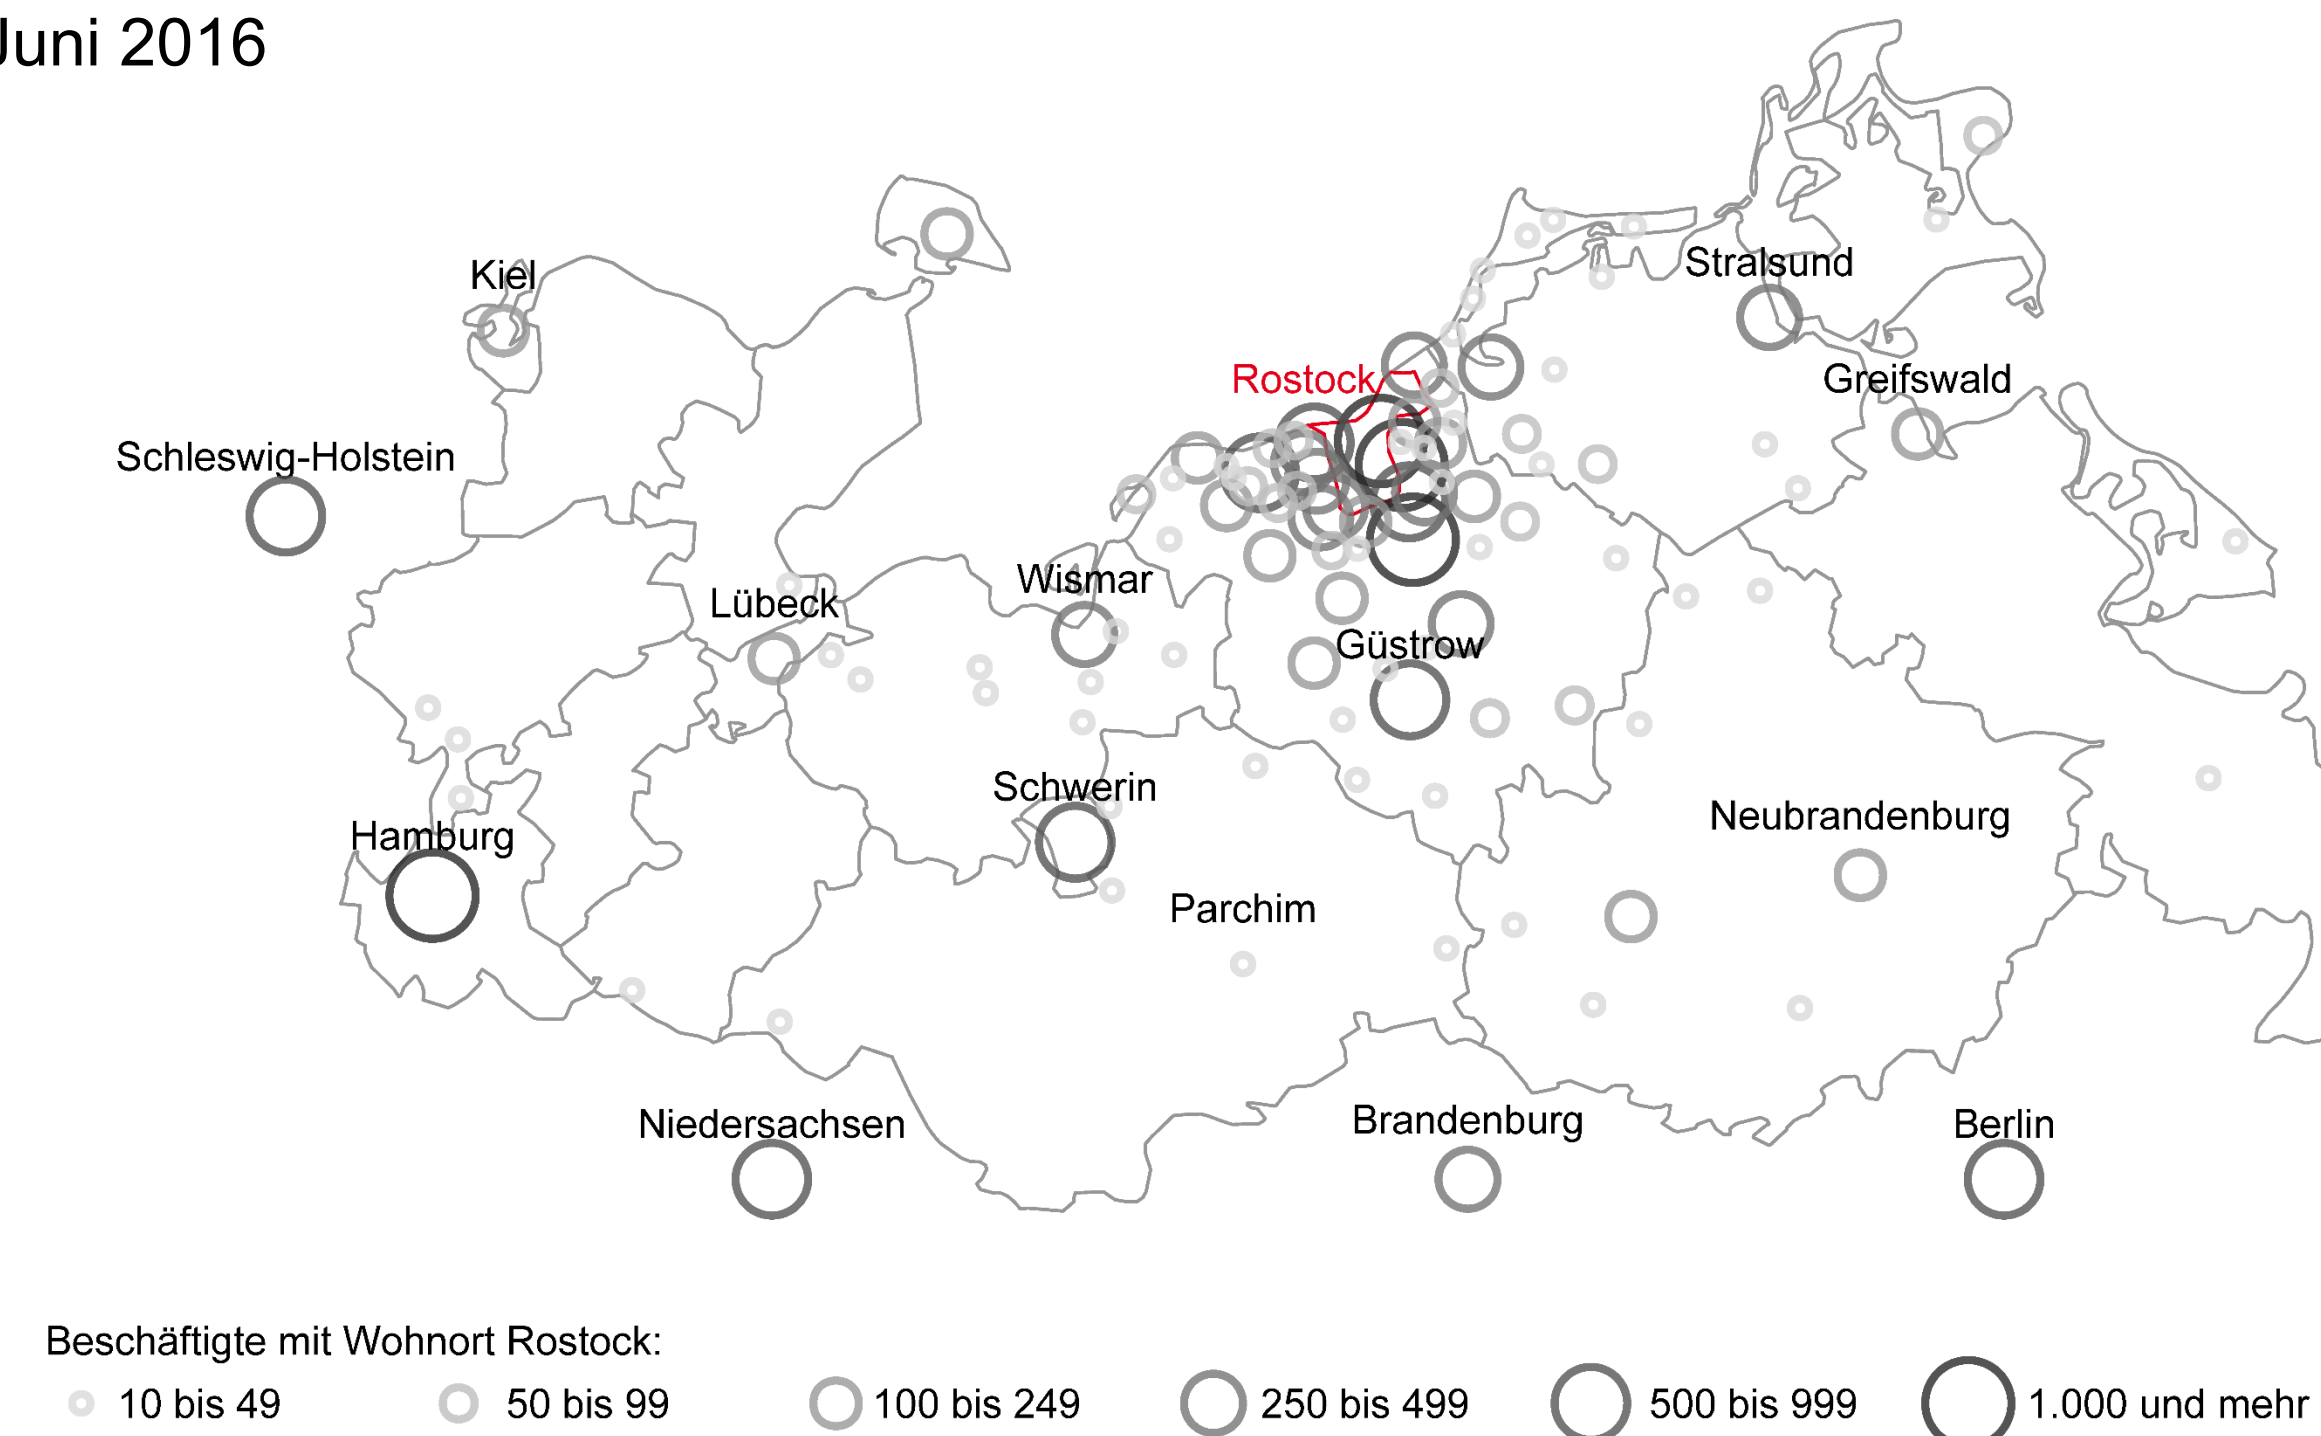 Juni 2016
Kiel
Stralsund
Rostock
Greifswald
Schleswig-Holstein
Wismar
Lübeck
Güstrow
Schwerin
Neubrandenburg
Hamburg
Parchim
Niedersachsen
Brandenburg
Berlin
Beschäftigte mit Wohnort Rostock:
10 bis 49
50 bis 99
100 bis 249
250 bis 499
500 bis 999
1.000 und mehr